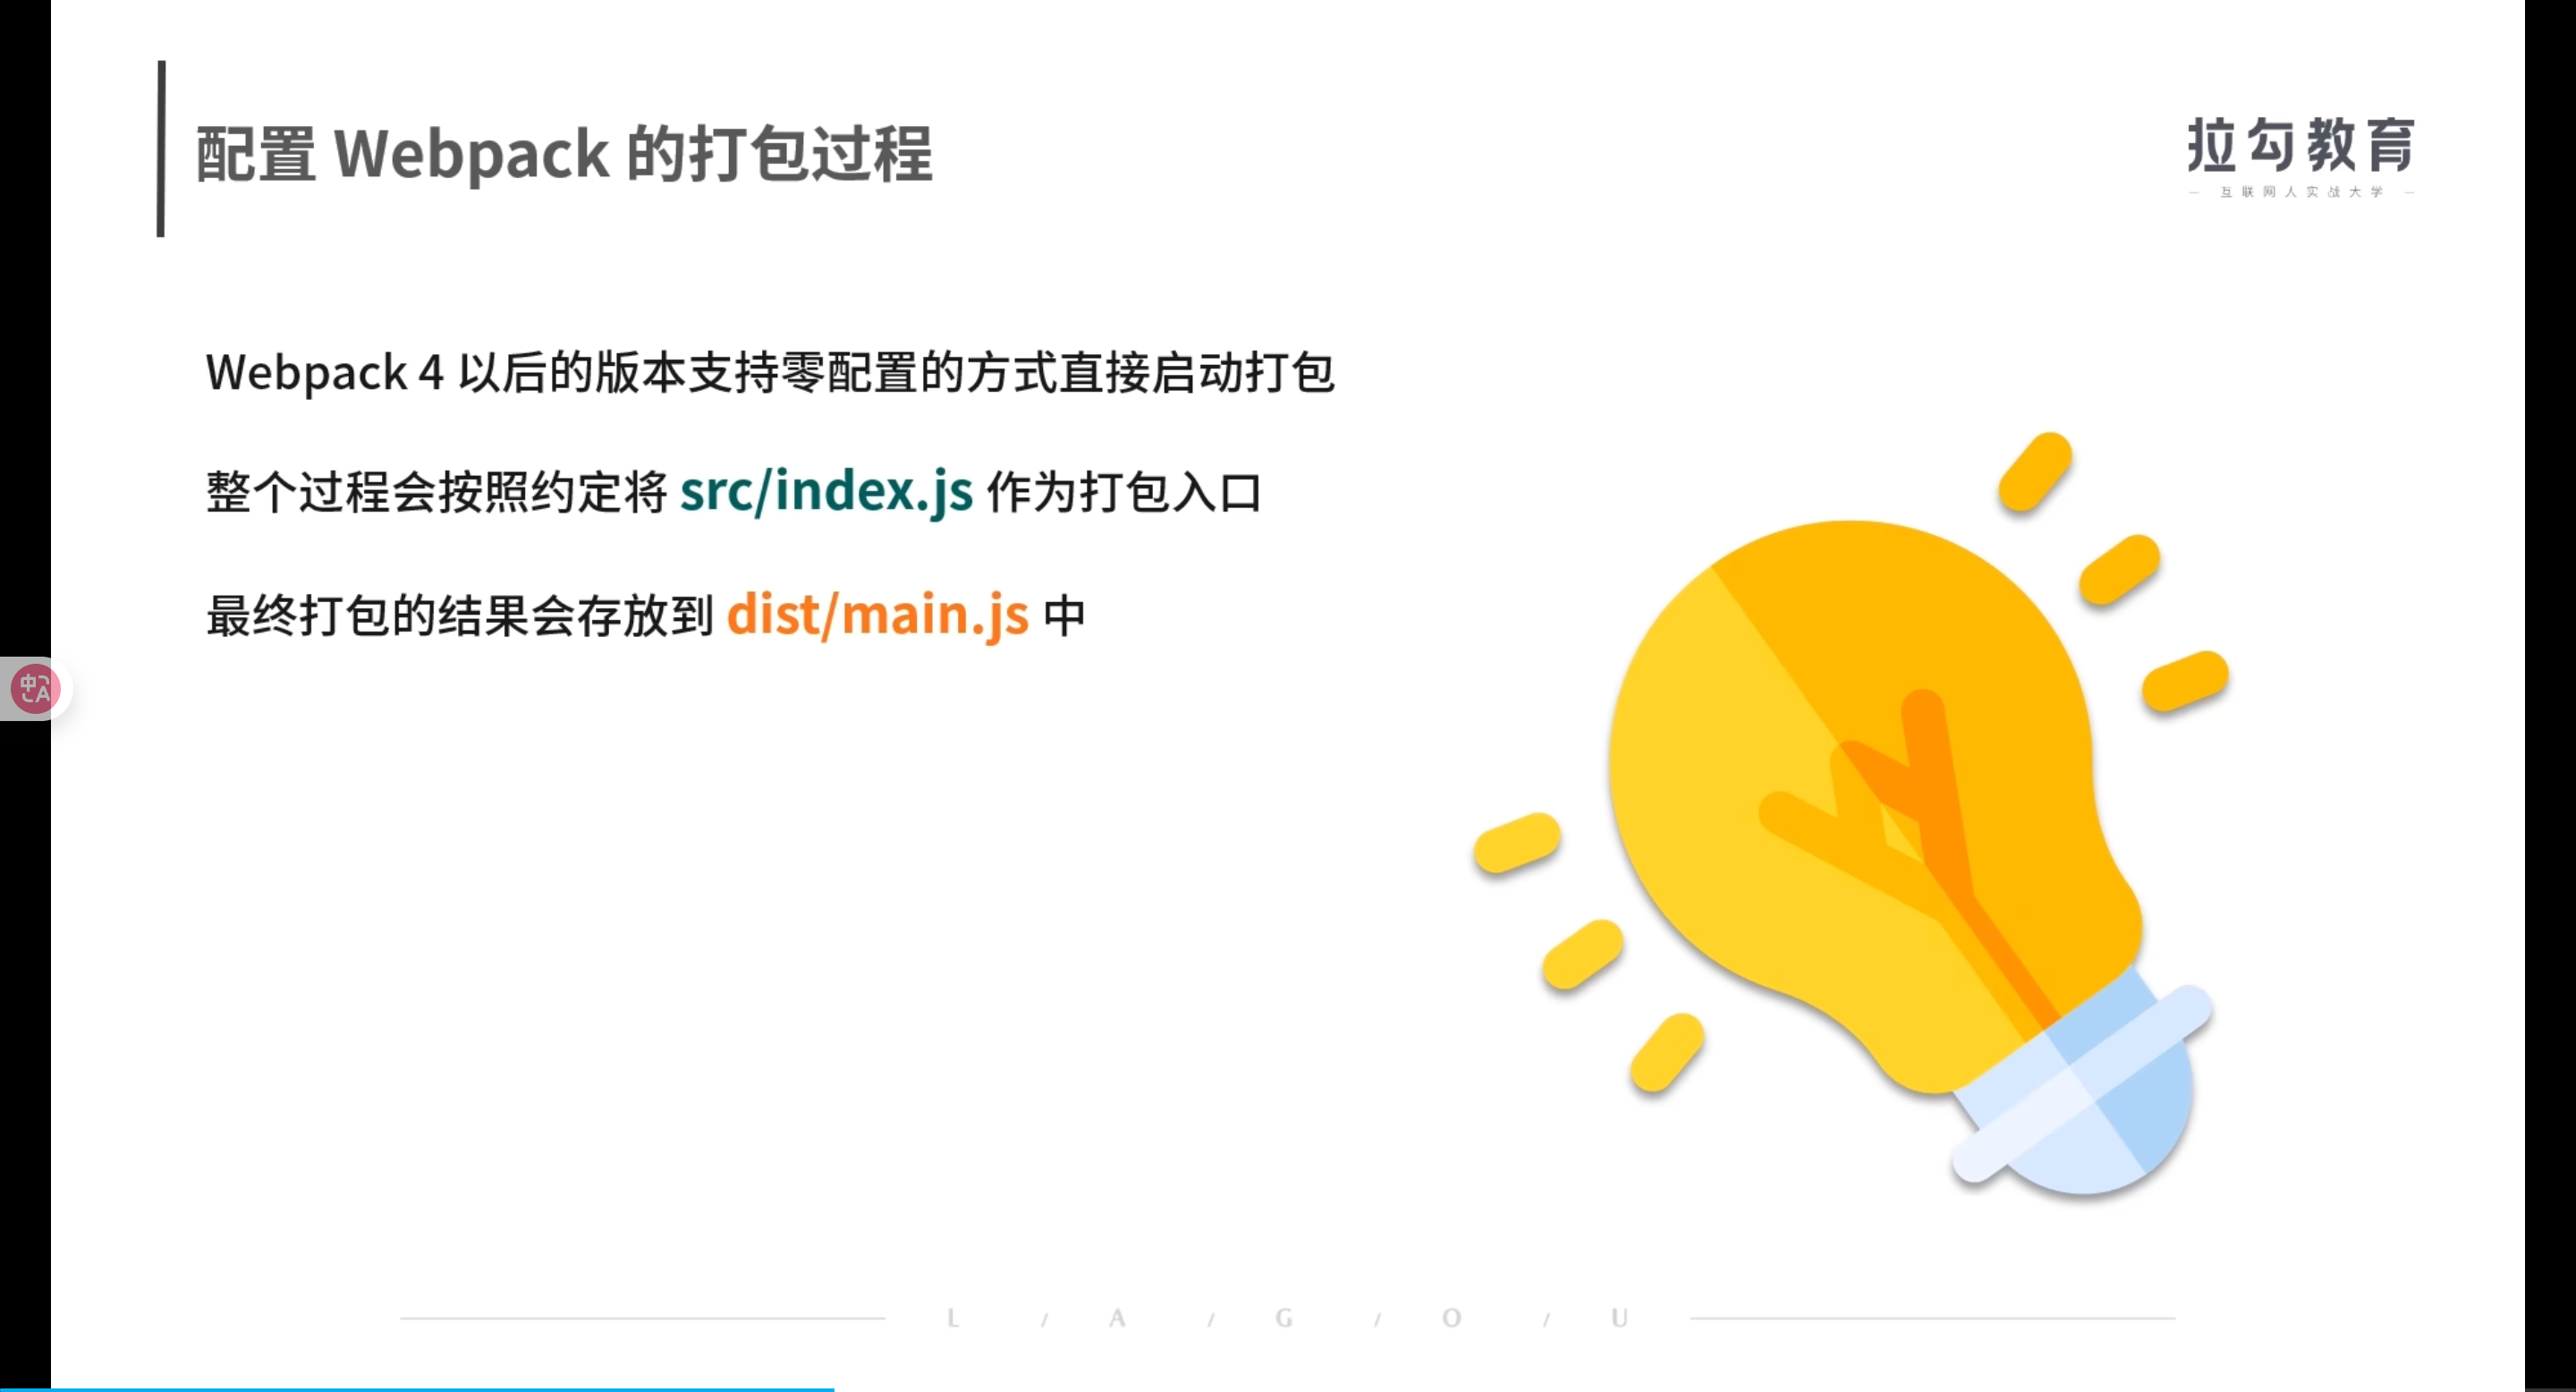 配置 Webpack 的打包过程
拉勾教育
— 互联网人实战大学 —
Webpack 4 以后的版本支持零配置的方式直接启动打包
整个过程会按照约定将 src/index.js 作为打包入口
最终打包的结果会存放到 dist/main.js 中
中A
L / A / G / O / U